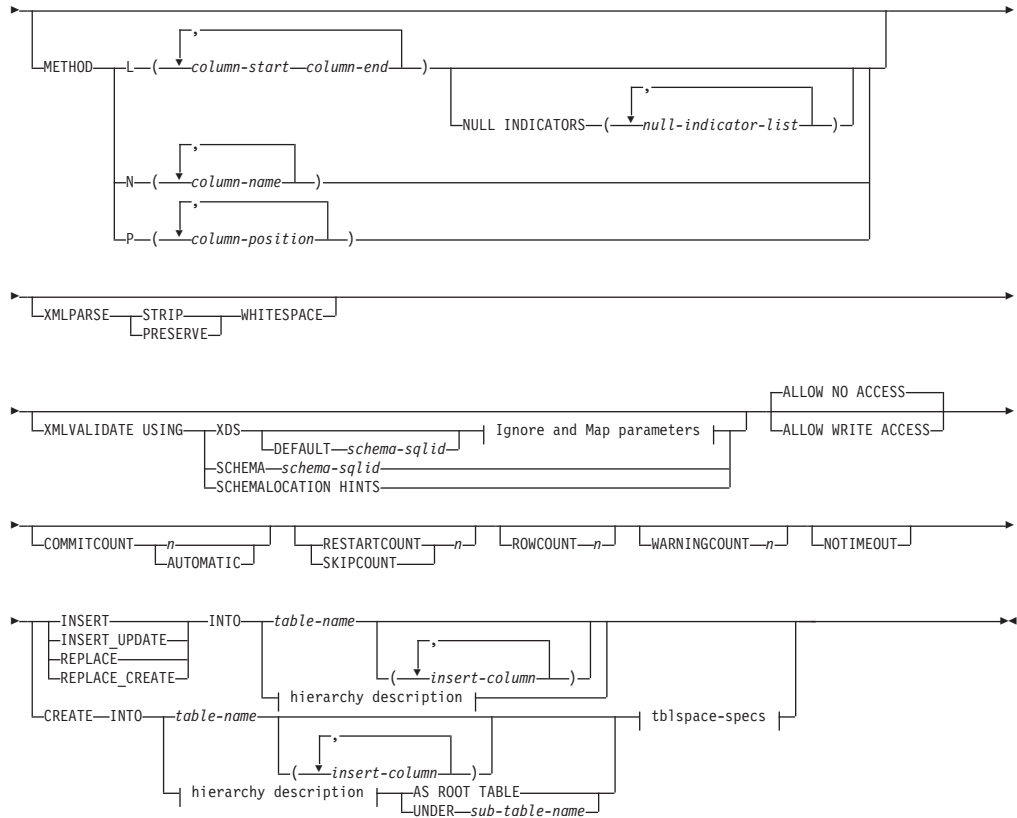 ,
METHOD L ( column-start column-end )
,
NULL INDICATORS ( null-indicator-list )
,
N ( column-name )
,
P ( column-position )
XMLPARSE STRIP WHITESPACE
PRESERVE
ALLOW NO ACCESS
XMLVALIDATE USING XDS Ignore and Map parameters ALLOW WRITE ACCESS
DEFAULT schema-sqlid
SCHEMA schema-sqlid
SCHEMALOCATION HINTS
COMMITCOUNT n RESTARTCOUNT n ROWCOUNT n WARNINGCOUNT n NOTIMEOUT
AUTOMATIC SKIPCOUNT
INSERT INTO table-name
INSERT_UPDATE ,
REPLACE ( insert-column )
REPLACE_CREATE hierarchy description
CREATE INTO table-name tblspace-specs
,
( insert-column )
hierarchy description AS ROOT TABLE
UNDER sub-table-name